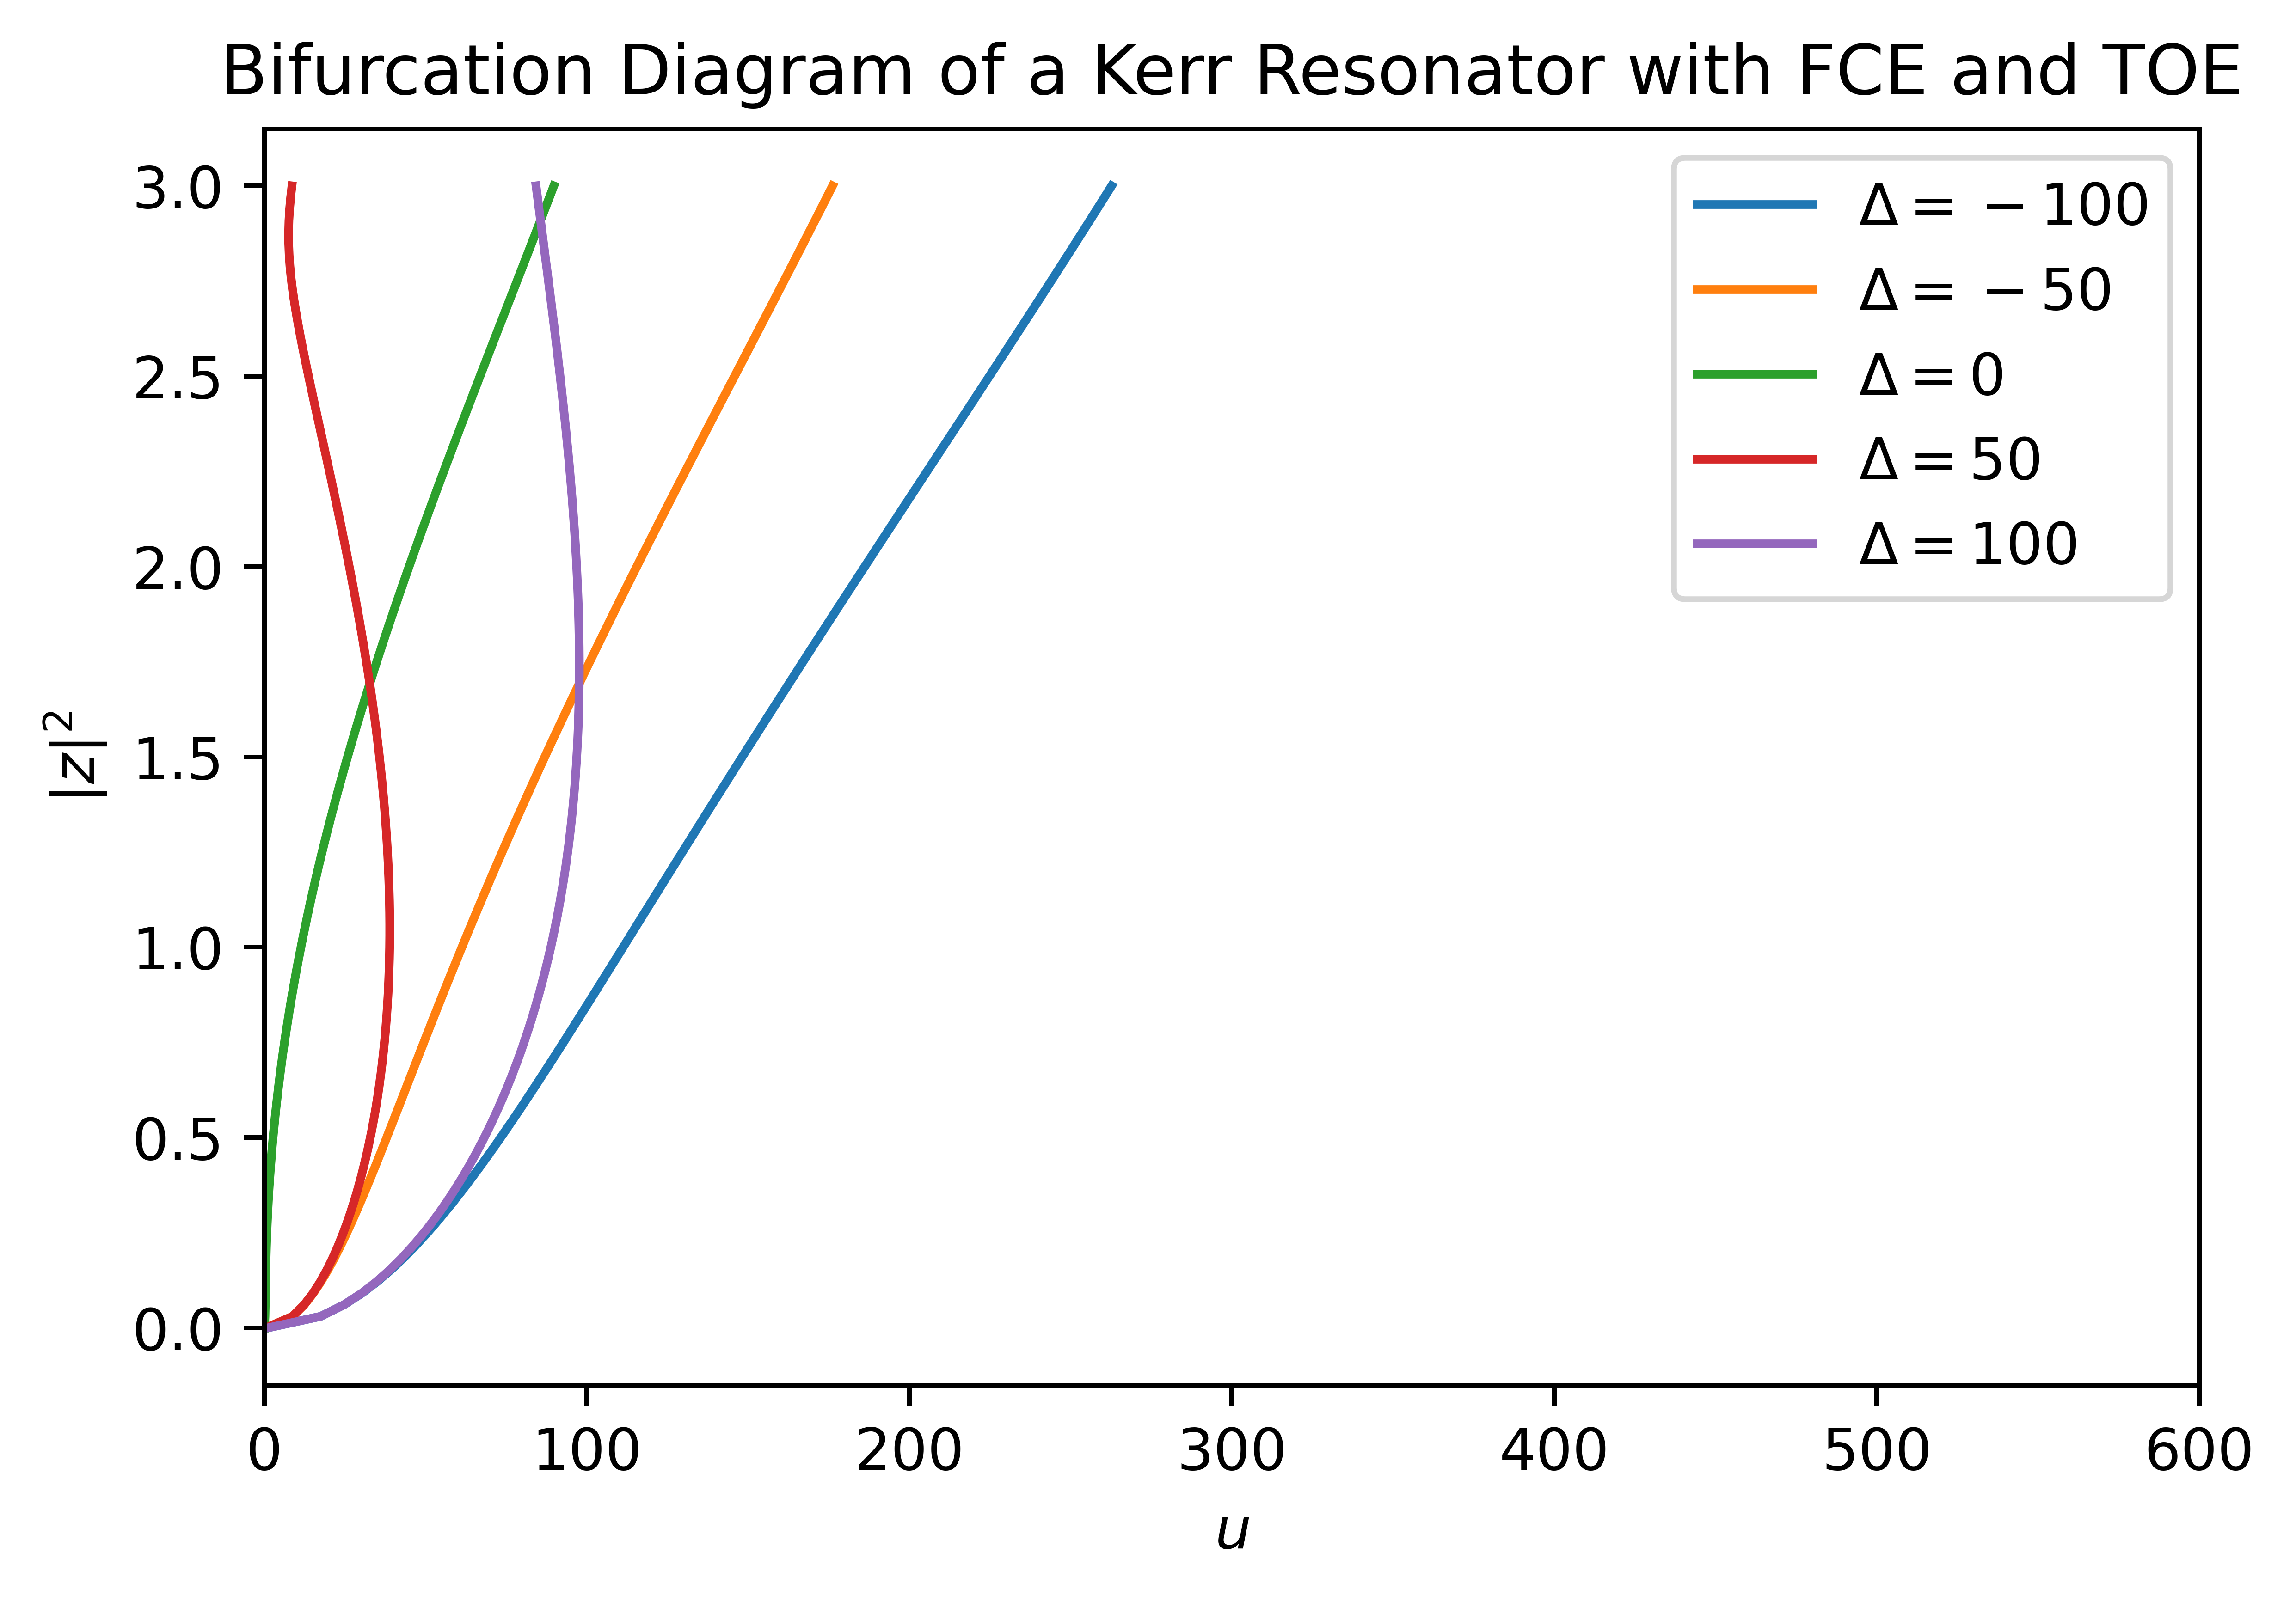 Bifurcation Diagram of a Kerr Resonator with FCE and TOE
3.0
2.5
2.0
1.5
1.0
0.5
0.0
|z|²
0 100 200 300 400 500 600
u
Δ = − 100
Δ = − 50
Δ = 0
Δ = 50
Δ = 100